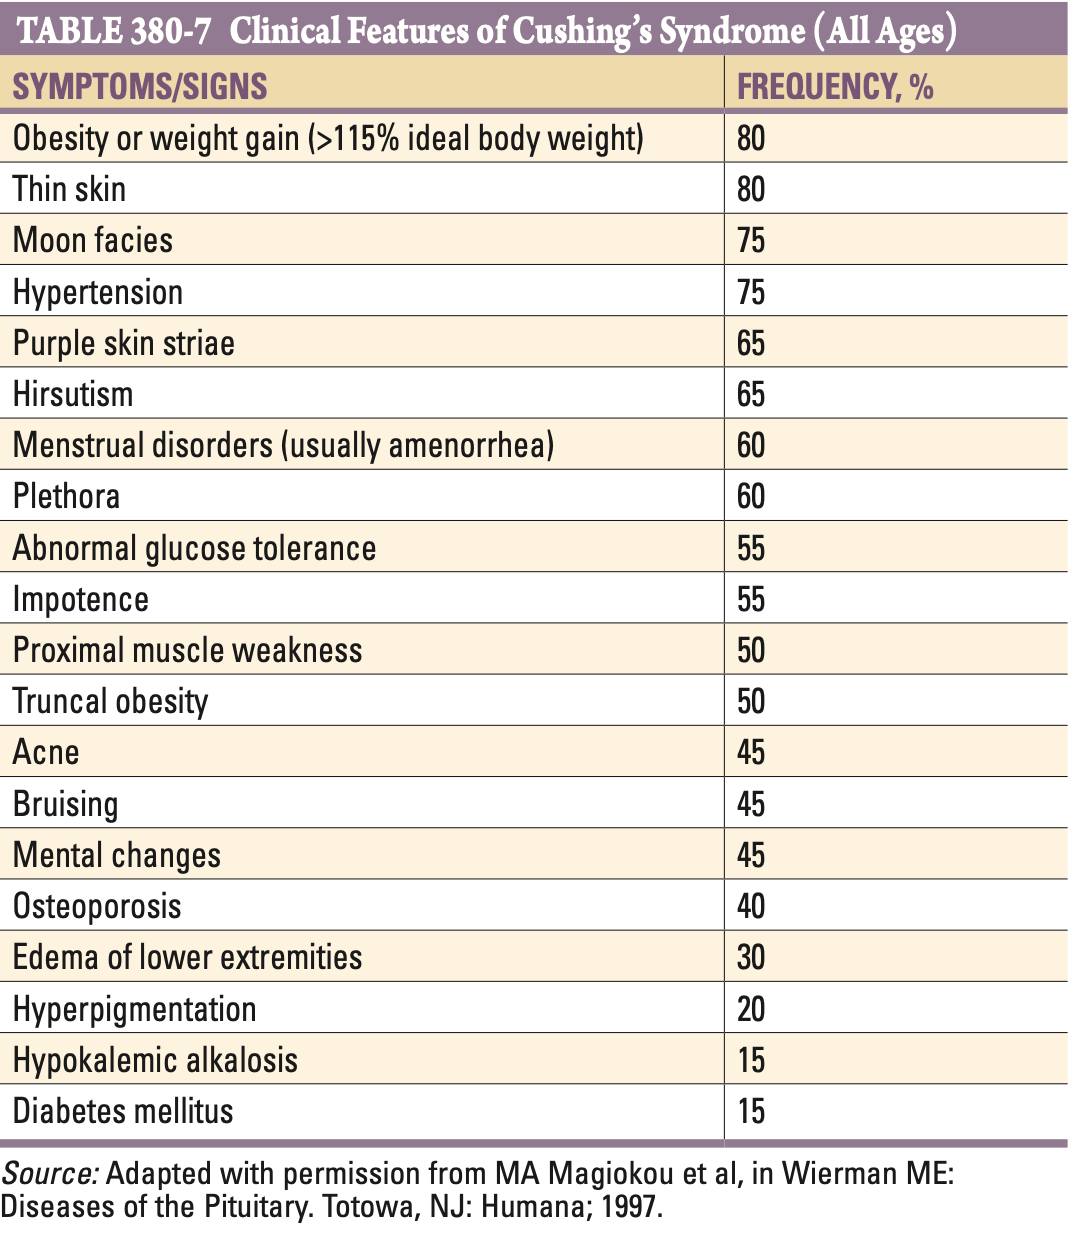 TABLE 380-7 Clinical Features of Cushing’s Syndrome (All Ages)
SYMPTOMS/SIGNS FREQUENCY, %
Obesity or weight gain (>115% ideal body weight) 80
Thin skin 80
Moon facies 75
Hypertension 75
Purple skin striae 65
Hirsutism 65
Menstrual disorders (usually amenorrhea) 60
Plethora 60
Abnormal glucose tolerance 55
Impotence 55
Proximal muscle weakness 50
Truncal obesity 50
Acne 45
Bruising 45
Mental changes 45
Osteoporosis 40
Edema of lower extremities 30
Hyperpigmentation 20
Hypokalemic alkalosis 15
Diabetes mellitus 15
Source: Adapted with permission from MA Magiokou et al, in Wierman ME:
Diseases of the Pituitary. Totowa, NJ: Humana; 1997.